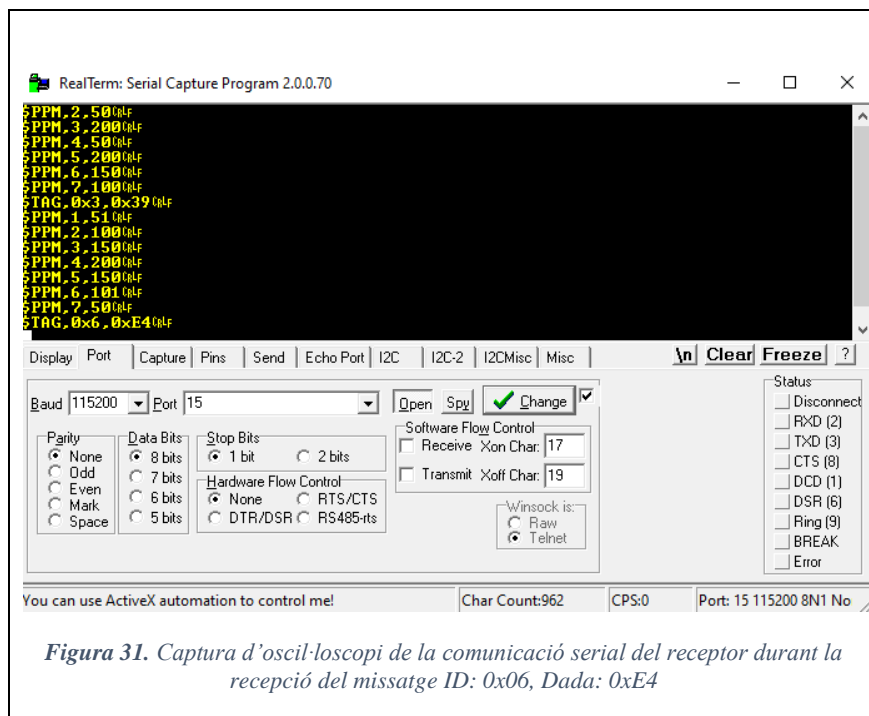 RealTerm: Serial Capture Program 2.0.0.70
$PPM,2,50CRLF
$PPM,3,200CRLF
$PPM,4,50CRLF
$PPM,5,200CRLF
$PPM,6,150CRLF
$PPM,7,100CRLF
$TAG,0x3,0x39CRLF
$PPM,1,51CRLF
$PPM,2,100CRLF
$PPM,3,150CRLF
$PPM,4,200CRLF
$PPM,5,150CRLF
$PPM,6,101CRLF
$PPM,7,50CRLF
$TAG,0x6,0xE4CRLF
Display Port Capture Pins Send Echo Port I2C I2C-2 I2CMisc Misc \n Clear Freeze ?
Baud 115200 Port 15 Open Spy Change
Parity
None
Odd
Even
Mark
Space
Data Bits
8 bits
7 bits
6 bits
5 bits
Stop Bits
1 bit 2 bits
Hardware Flow Control
None RTS/CTS
DTR/DSR RS485-rts
Software Flow Control
Receive Xon Char: 17
Transmit Xoff Char: 19
Winsock is:
Raw
Telnet
Status
Disconnect
RXD (2)
TXD (3)
CTS (8)
DCD (1)
DSR (6)
Ring (9)
BREAK
Error
You can use ActiveX automation to control me! Char Count:962 CPS:0 Port: 15 115200 8N1 No
Figura 31. Captura d'oscil·loscopi de la comunicació serial del receptor durant la
recepció del missatge ID: 0x06, Dada: 0xE4